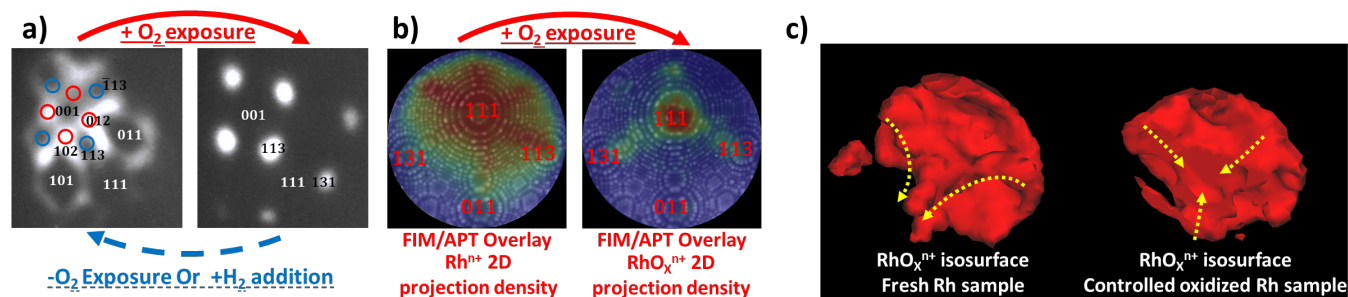 a)
+ O2 exposure
001
1̅13
012
011
102
113
101
111
001
113
111
131
-O2 Exposure Or +H2 addition
b)
+ O2 exposure
111
131
113
011
FIM/APT Overlay
Rhn+ 2D
projection density
111
131
113
011
FIM/APT Overlay
RhOXn+ 2D
projection density
c)
RhOXn+ isosurface
Fresh Rh sample
RhOXn+ isosurface
Controlled oxidized Rh sample